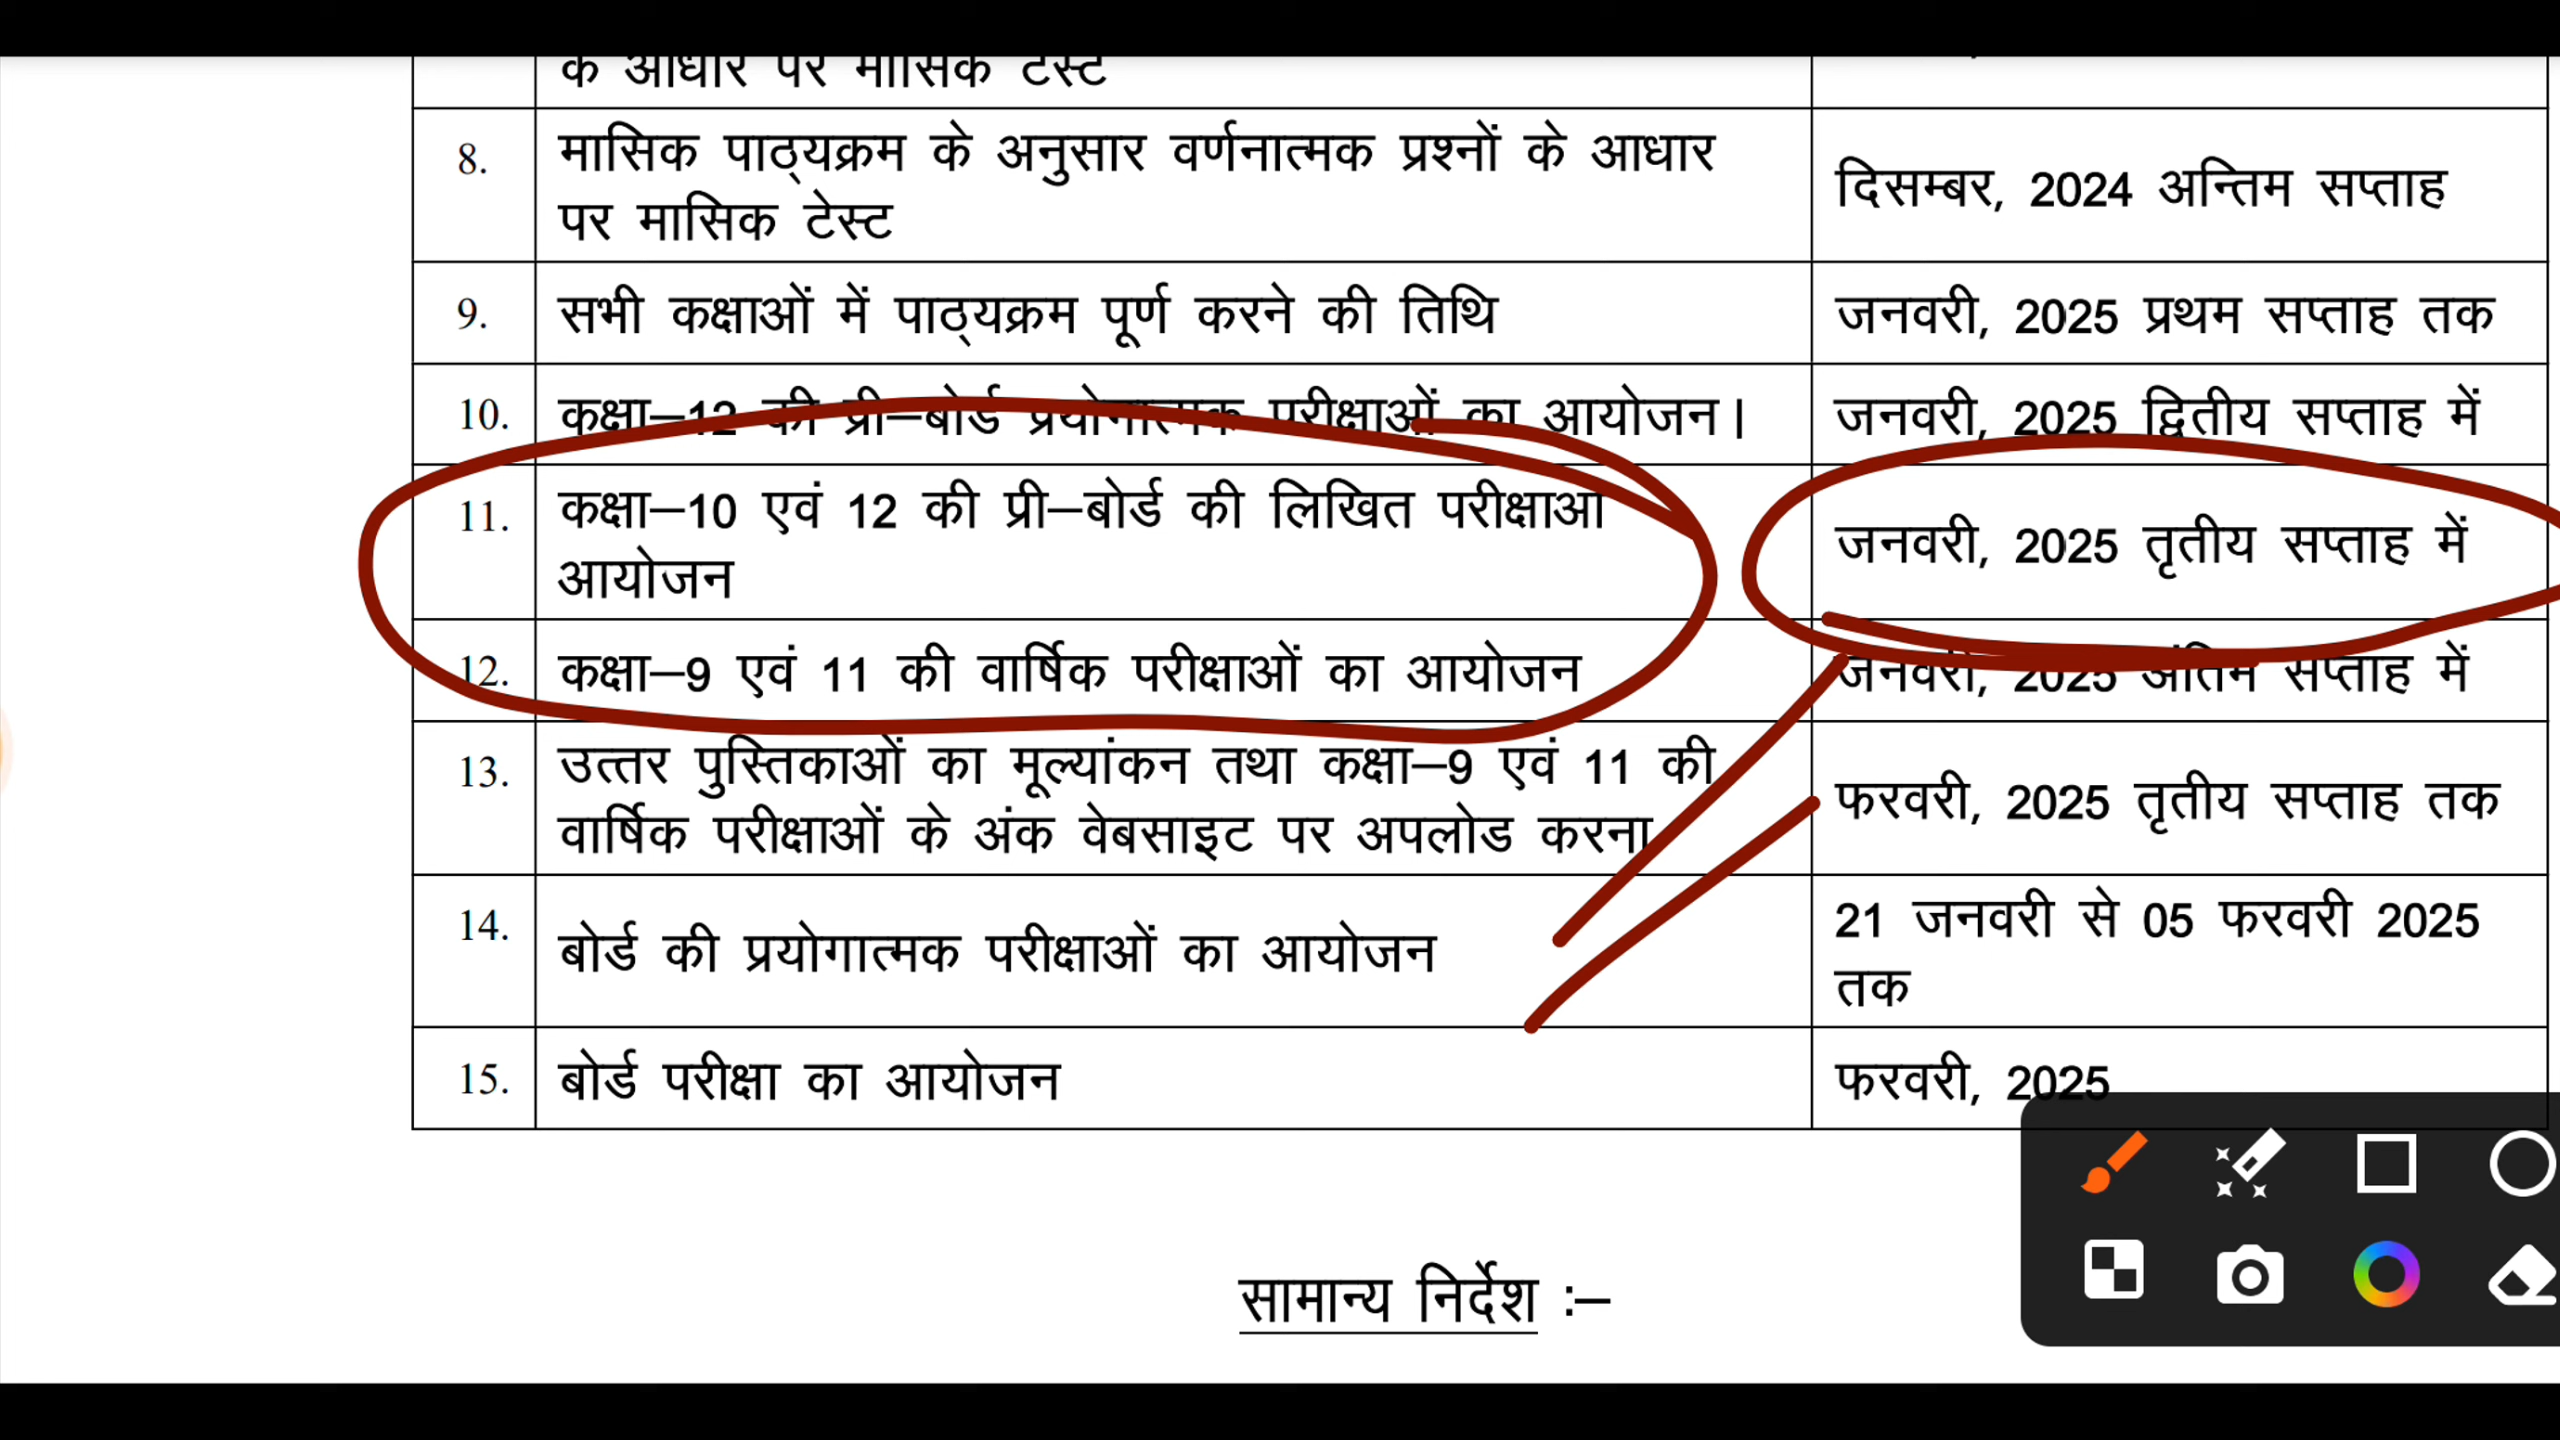 के आधार पर मासिक टेस्ट
8. मासिक पाठ्यक्रम के अनुसार वर्णनात्मक प्रश्नों के आधार
पर मासिक टेस्ट
दिसम्बर, 2024 अन्तिम सप्ताह
9. सभी कक्षाओं में पाठ्यक्रम पूर्ण करने की तिथि
जनवरी, 2025 प्रथम सप्ताह तक
10. कक्षा–12 की प्री–बोर्ड प्रयोगात्मक परीक्षाओं का आयोजन।
जनवरी, 2025 द्वितीय सप्ताह में
11. कक्षा–10 एवं 12 की प्री–बोर्ड की लिखित परीक्षाओं
आयोजन
जनवरी, 2025 तृतीय सप्ताह में
12. कक्षा–9 एवं 11 की वार्षिक परीक्षाओं का आयोजन
जनवरी, 2025 अंतिम सप्ताह में
13. उत्तर पुस्तिकाओं का मूल्यांकन तथा कक्षा–9 एवं 11 की
वार्षिक परीक्षाओं के अंक वेबसाइट पर अपलोड करना
फरवरी, 2025 तृतीय सप्ताह तक
14. बोर्ड की प्रयोगात्मक परीक्षाओं का आयोजन
21 जनवरी से 05 फरवरी 2025
तक
15. बोर्ड परीक्षा का आयोजन
फरवरी, 2025
सामान्य निर्देश :–